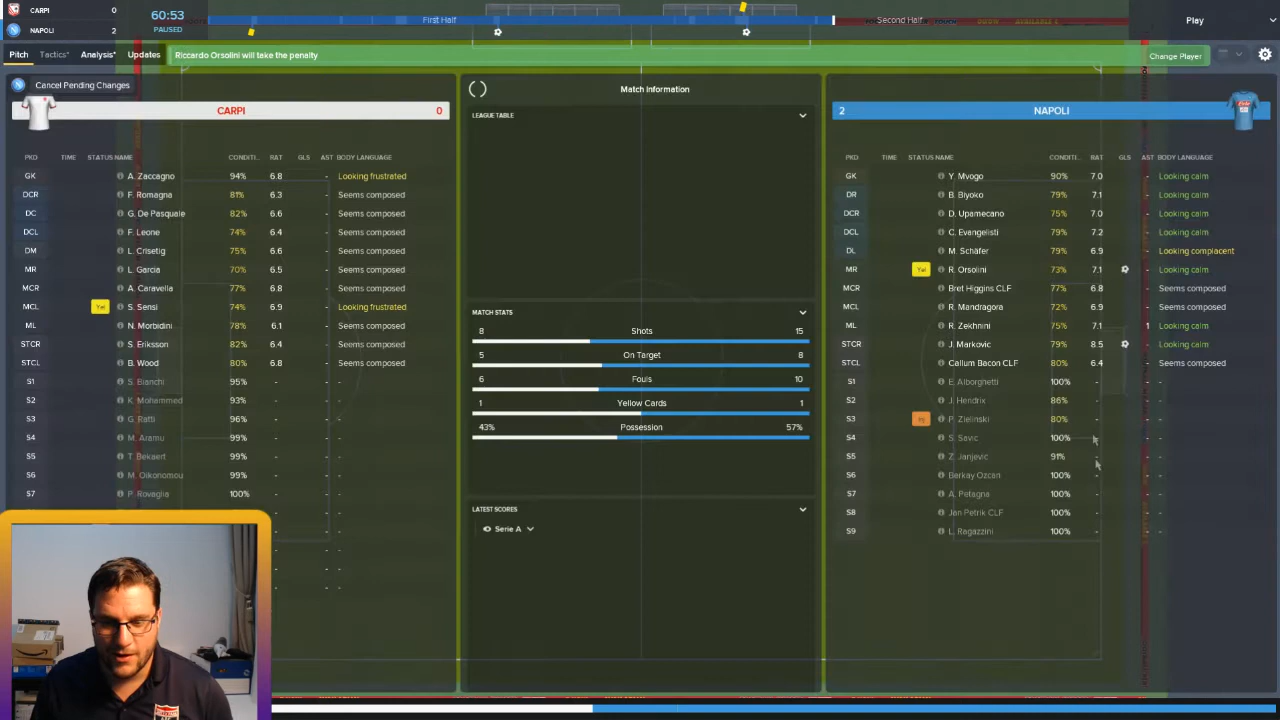 CARPI 0
NAPOLI 2
60:53
PAUSED
First Half
Second Half
Play
Pitch Tactics* Analysis* Updates
Riccardo Orsolini will take the penalty
Change Player
Cancel Pending Changes
CARPI 0
PKD TIME STATUS NAME CONDITI... RAT GLS AST BODY LANGUAGE
GK A. Zaccagno 94% 6.8 - Looking frustrated
DCR F. Romagna 81% 6.3 - Seems composed
DC G. De Pasquale 82% 6.6 - Seems composed
DCL F. Leone 74% 6.4 - Seems composed
DM L. Crisetig 75% 6.6 - Seems composed
MR L. Garcia 70% 6.5 - Seems composed
MCR A. Caravella 77% 6.8 - Seems composed
MCL Yel S. Sensi 74% 6.9 - Looking frustrated
ML N. Morbidini 78% 6.1 - Seems composed
STCR S. Eriksson 82% 6.4 - Seems composed
STCL B. Wood 80% 6.8 - Seems composed
S1 S. Bianchi 95% - - -
S2 K. Mohammed 93% - - -
S3 G. Ratti 96% - - -
S4 M. Aramu 99% - - -
S5 T. Bekaert 99% - - -
S6 M. Oikonomou 99% - - -
S7 P. Rovaglia 100% - - -
Match Information
LEAGUE TABLE
MATCH STATS
8 Shots 15
5 On Target 8
6 Fouls 10
1 Yellow Cards 1
43% Possession 57%
LATEST SCORES
Serie A
2 NAPOLI
PKD TIME STATUS NAME CONDITI... RAT GLS AST BODY LANGUAGE
GK Y. Mvogo 90% 7.0 - Looking calm
DR B. Biyoko 79% 7.1 - Looking calm
DCR D. Upamecano 75% 7.0 - Looking calm
DCL C. Evangelisti 79% 7.2 - Looking calm
DL M. Schäfer 79% 6.9 - Looking complacent
MR Yel R. Orsolini 73% 7.1 - Looking calm
MCR Bret Higgins CLF 77% 6.8 - Seems composed
MCL R. Mandragora 72% 6.9 - Seems composed
ML R. Zekhnini 75% 7.1 1 Looking calm
STCR J. Markovic 79% 8.5 - Looking calm
STCL Callum Bacon CLF 80% 6.4 - Seems composed
S1 E. Alborghetti 100% - - -
S2 J. Hendrix 86% - - -
S3 Inj P. Zielinski 80% - - -
S4 S. Savic 100% - - -
S5 Z. Janjevic 91% - - -
S6 Berkay Ozcan 100% - - -
S7 A. Petagna 100% - - -
S8 Jan Petrik CLF 100% - - -
S9 L. Ragazzini 100% - - -